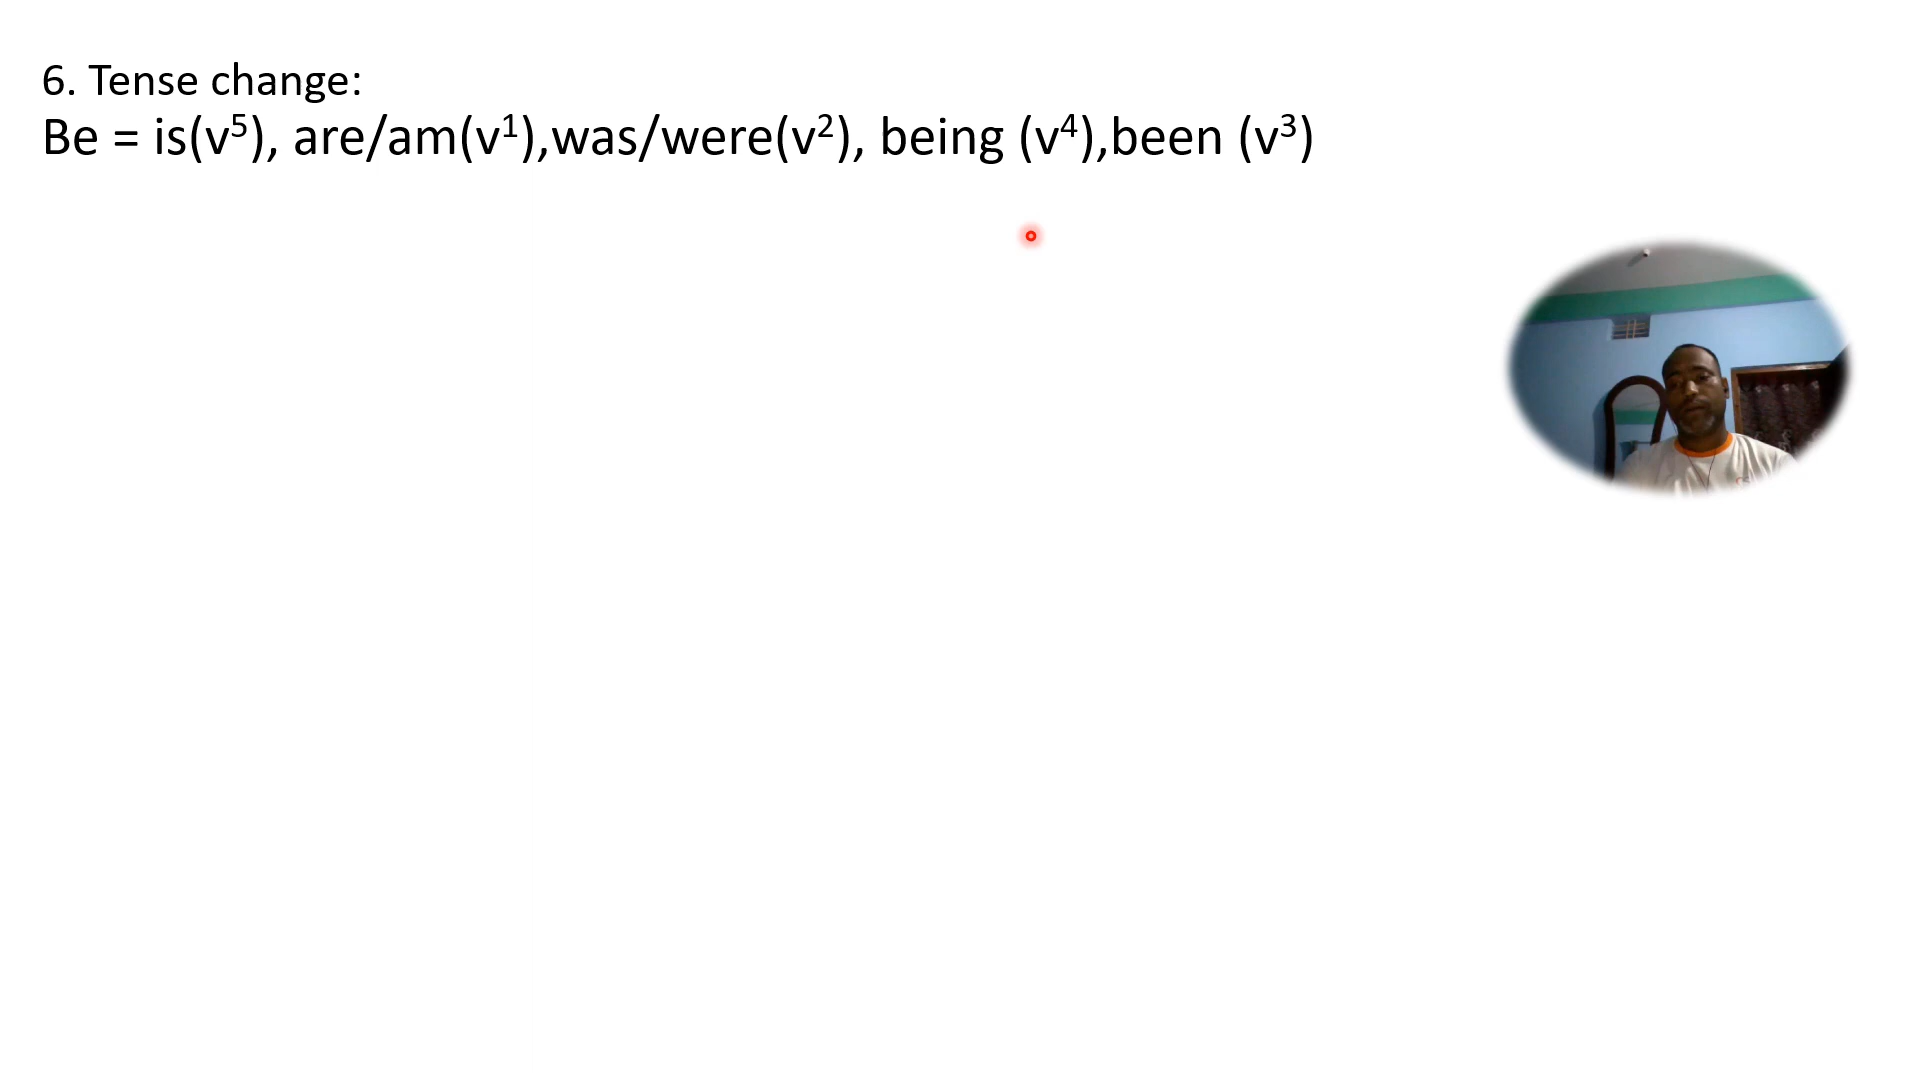 6. Tense change:
Be = is(v⁵), are/am(v¹),was/were(v²), being (v⁴),been (v³)